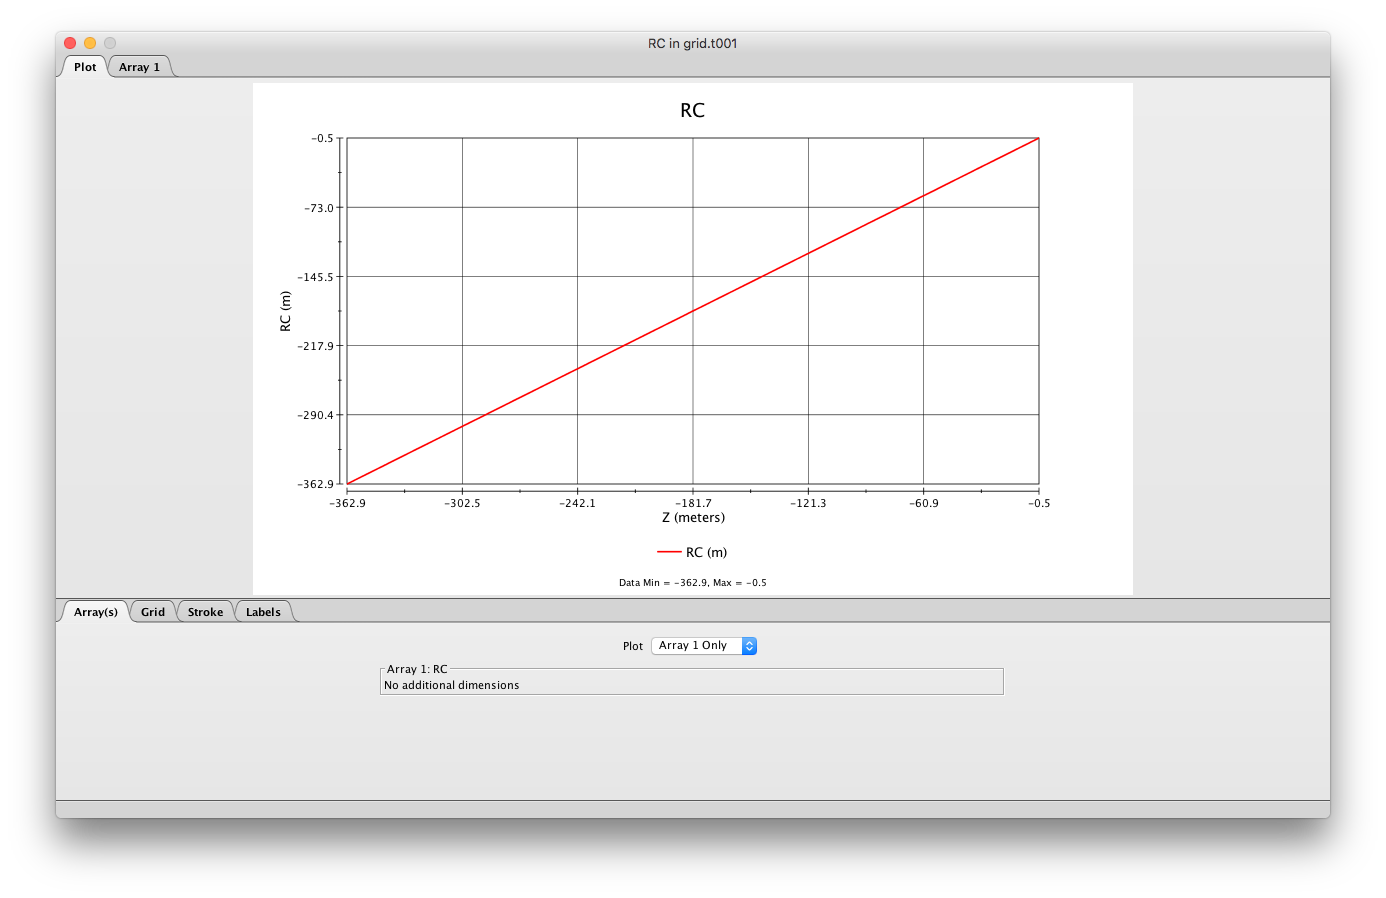 RC in grid.t001
Plot
Array 1
RC
−0.5
−73.0
−145.5
−217.9
−290.4
−362.9
RC (m)
−362.9
−302.5
−242.1
−181.7
−121.3
−60.9
−0.5
Z (meters)
RC (m)
Data Min = −362.9, Max = −0.5
Array(s)
Grid
Stroke
Labels
Plot
Array 1 Only
Array 1: RC
No additional dimensions